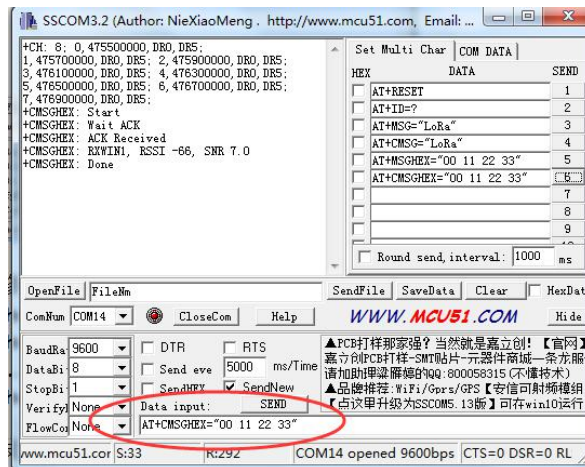 SSCOM3.2 (Author: NieXiaoMeng . http://www.mcu51.com, Email: ...
+CH: 8; 0,475500000,DR0,DR5;
1,475700000,DR0,DR5; 2,475900000,DR0,DR5;
3,476100000,DR0,DR5; 4,476300000,DR0,DR5;
5,476500000,DR0,DR5; 6,476700000,DR0,DR5;
7,476900000,DR0,DR5;
+CMSGHEX: Start
+CMSGHEX: Wait ACK
+CMSGHEX: ACK Received
+CMSGHEX: RXWIN1, RSSI -66, SNR 7.0
+CMSGHEX: Done
Set Multi Char COM DATA
HEX DATA SEND
AT+RESET 1
AT+ID=? 2
AT+MSG="LoRa" 3
AT+CMSG="LoRa" 4
AT+MSGHEX="00 11 22 33" 5
AT+CMSGHEX="00 11 22 33" 6
7
8
9
Round send, interval: 1000 ms
OpenFile FileNm SendFile SaveData Clear HexDat
ComNum COM14 CloseCom Help WWW.MCU51.COM Hide
BaudRa 9600 DTR RTS
DataBi 8 Send eve 5000 ms/Time
StopBi 1 SendHEX SendNew
Verify None Data input: SEND
FlowCo None AT+CMSGHEX="00 11 22 33"
▲PCB打样那家强？当然就是嘉立创！【官网】
嘉立创PCB打样-SMT贴片-元器件商城—条龙服
请加助理梁雁婷的QQ:800058315(不懂技术)
▲品牌推荐:WiFi/Gprs/GPS【安信可射频模组
【点这里升级为SSCOM5.13版】可在win10运行
www.mcu51.cor S:33 R:292 COM14 opened 9600bps CTS=0 DSR=0 RL